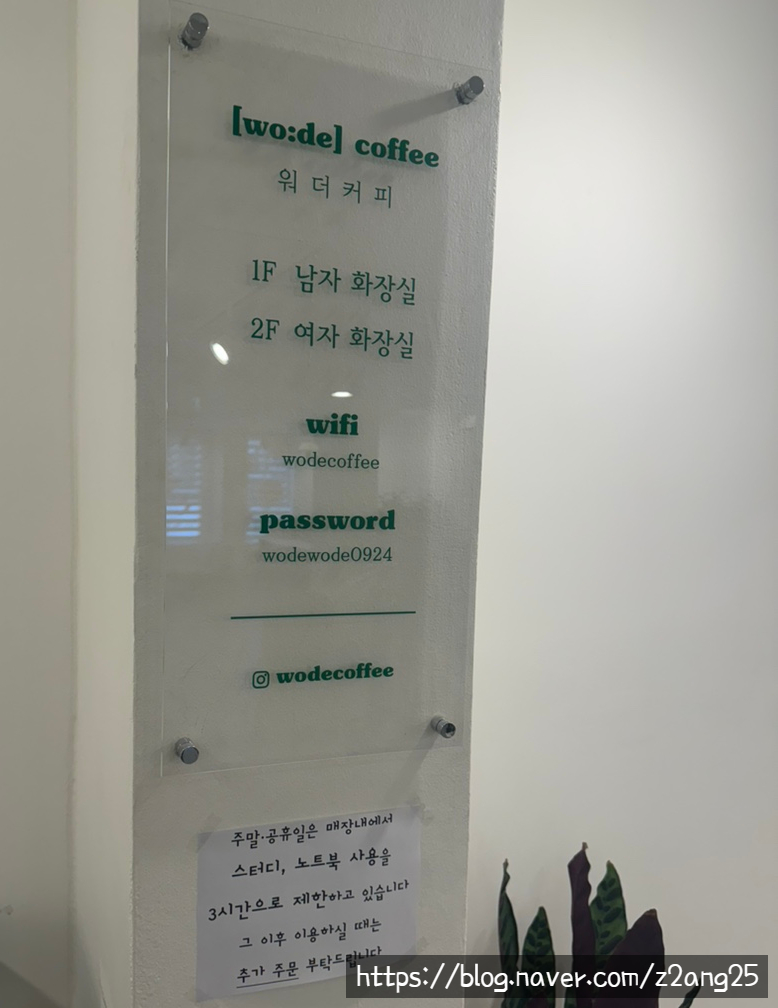 [wo:de] coffee
워더커피
1F 남자 화장실
2F 여자 화장실
wifi
wodecoffee
password
wodewode0924
wodecoffee
주말·공휴일은 매장내에서
스터디, 노트북 사용을
3시간으로 제한하고 있습니다
그 이후 이용하실 때는
추가 주문 부탁드립니다
https://blog.naver.com/z2ang25